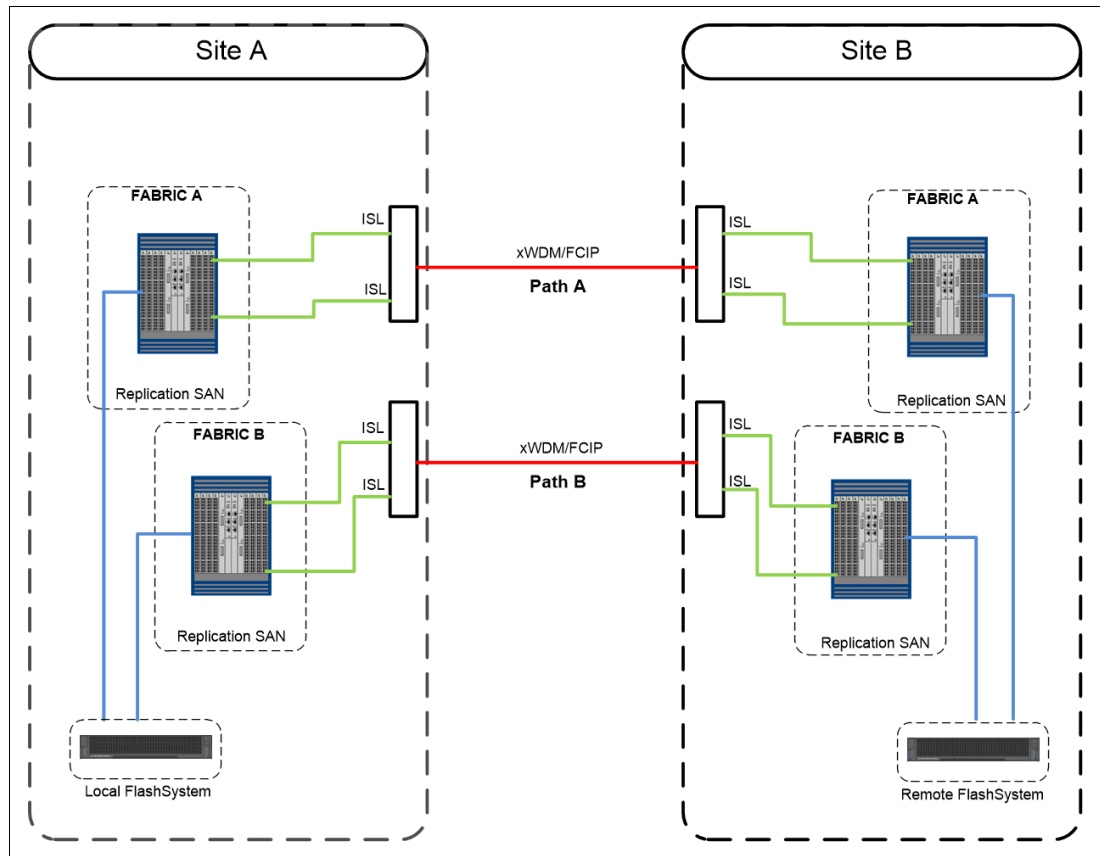 Site A
Site B
FABRIC A
FABRIC A
ISL
ISL
xWDM/FCIP
Path A
ISL
ISL
Replication SAN
Replication SAN
FABRIC B
FABRIC B
ISL
ISL
xWDM/FCIP
Path B
ISL
ISL
Replication SAN
Replication SAN
Local FlashSystem
Remote FlashSystem